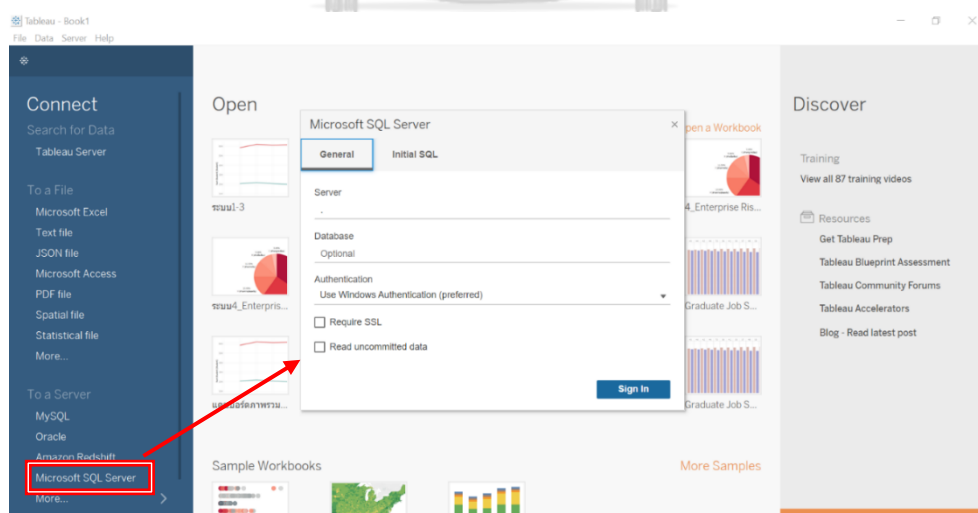 Tableau - Book1
File Data Server Help
Connect
Search for Data
Tableau Server
To a File
Microsoft Excel
Text file
JSON file
Microsoft Access
PDF file
Spatial file
Statistical file
More...
To a Server
MySQL
Oracle
Amazon Redshift
Microsoft SQL Server
More...
Open
pen a Workbook
ระบบ1-3
4_Enterprise Ris...
ระบบ4_Enterpris...
Graduate Job S...
Graduate Job S...
Microsoft SQL Server
General Initial SQL
Server
.
Database
Optional
Authentication
Use Windows Authentication (preferred)
Require SSL
Read uncommitted data
Sign In
Sample Workbooks
More Samples
Discover
Training
View all 87 training videos
Resources
Get Tableau Prep
Tableau Blueprint Assessment
Tableau Community Forums
Tableau Accelerators
Blog - Read latest post